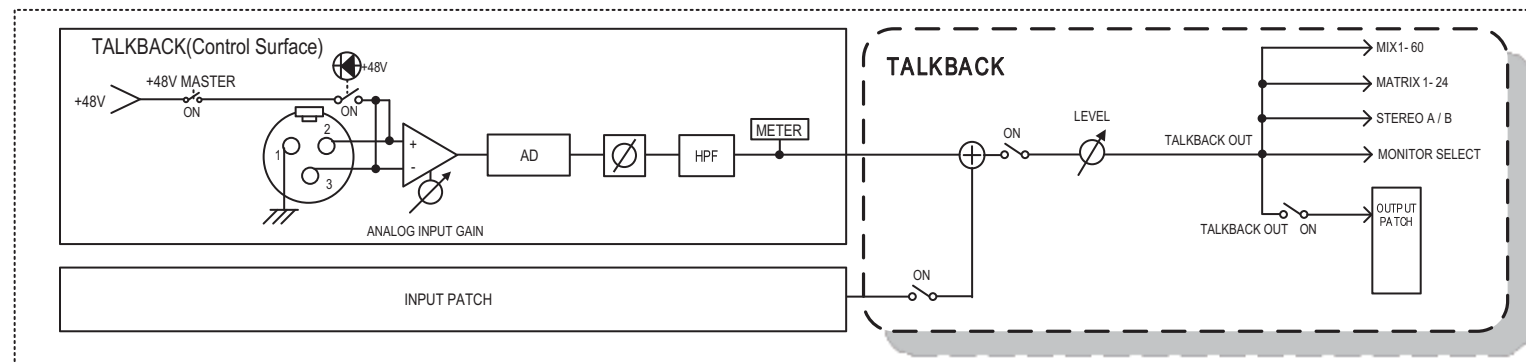 TALKBACK(Control Surface)
+48V
+48V MASTER
ON
+48V
ON
1
2
3
+
-
ANALOG INPUT GAIN
AD
HPF
METER
INPUT PATCH
ON
TALKBACK
ON
LEVEL
TALKBACK OUT
MIX1- 60
MATRIX 1- 24
STEREO A / B
MONITOR SELECT
TALKBACK OUT ON
OUTPUT
PATCH